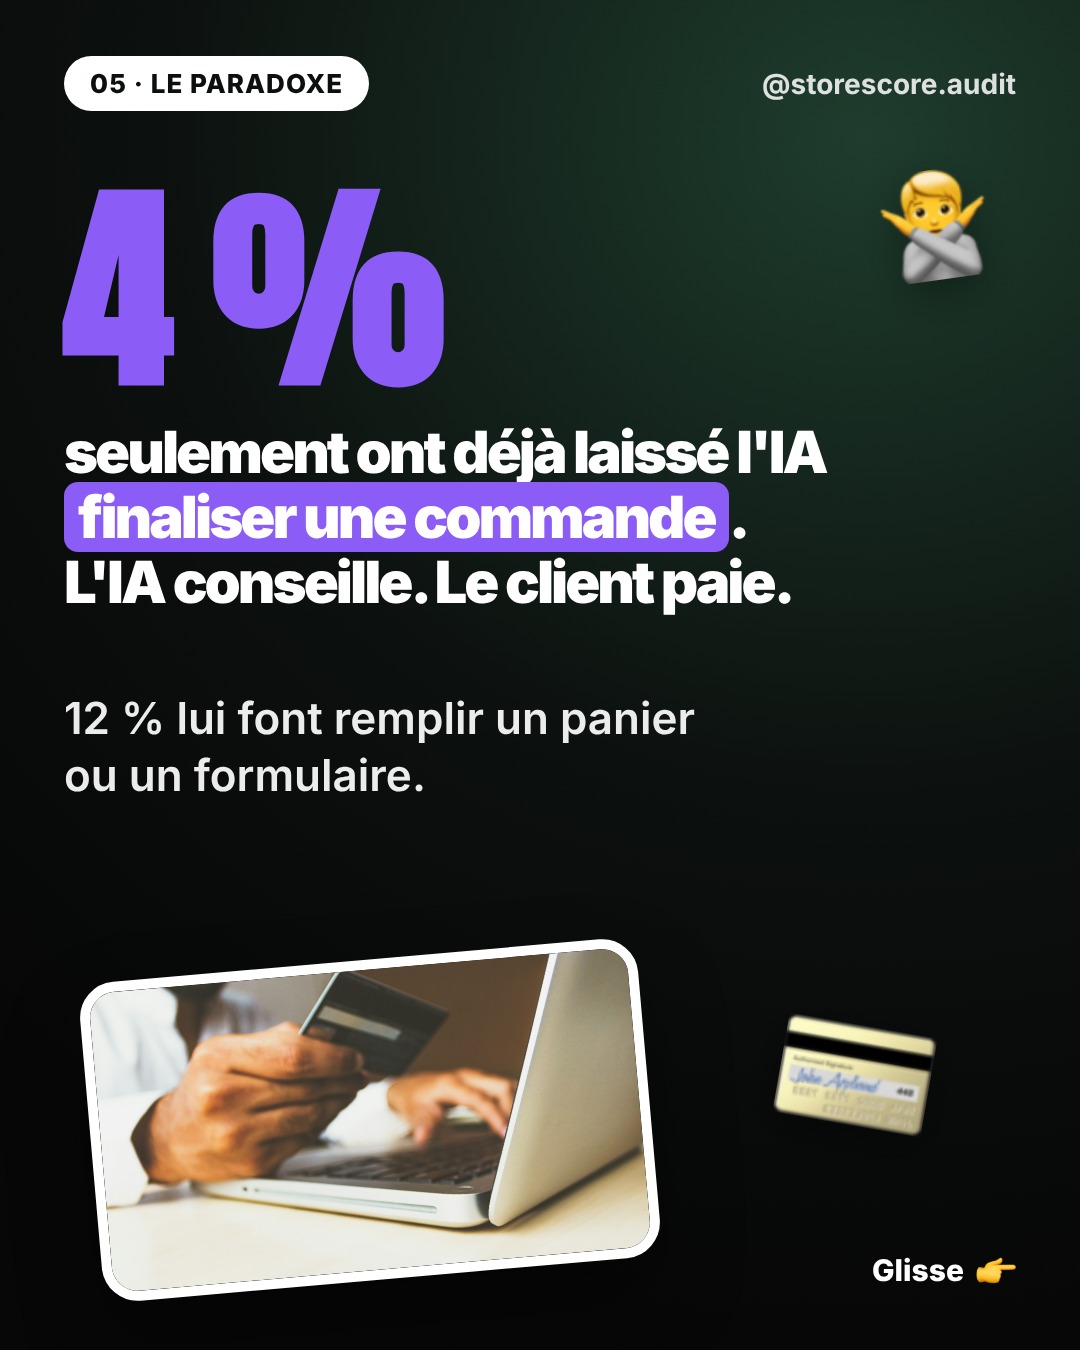 05 · LE PARADOXE
@storescore.audit
4 %
seulement ont déjà laissé l'IA
finaliser une commande .
L'IA conseille. Le client paie.
12 % lui font remplir un panier
ou un formulaire.
Glisse